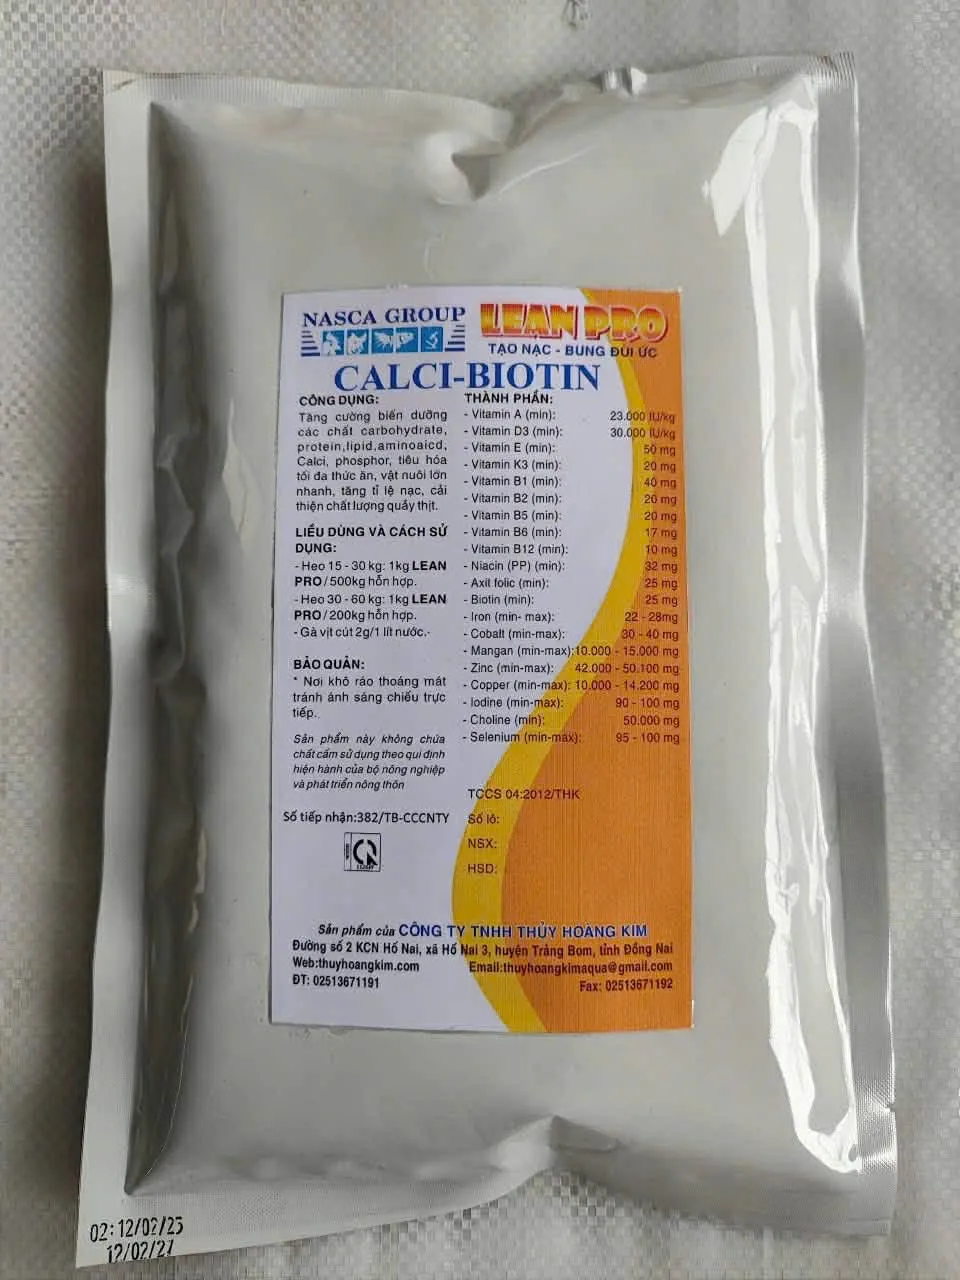 NASCA GROUP
LEAN PRO
TẠO NẠC - BUNG ĐÙI ỨC
CALCI-BIOTIN
CÔNG DỤNG:
Tăng cường biến dưỡng
các chất carbohydrate,
protein,lipid,aminoaicd,
Calci, phosphor, tiêu hóa
tối đa thức ăn, vật nuôi lớn
nhanh, tăng tỉ lệ nạc, cải
thiện chất lượng quầy thịt.
LIỀU DÙNG VÀ CÁCH SỬ
DỤNG:
- Heo 15 - 30 kg: 1kg LEAN
PRO / 500kg hỗn hợp.
- Heo 30 - 60 kg: 1kg LEAN
PRO / 200kg hỗn hợp.
- Gà vịt cút 2g/1 lít nước.-
BẢO QUẢN:
* Nơi khô ráo thoáng mát
tránh ánh sáng chiếu trực
tiếp.
Sản phẩm này không chứa
chất cấm sử dụng theo qui định
hiện hành của bộ nông nghiệp
và phát triển nông thôn
Số tiếp nhận:382/TB-CCCNTY
THÀNH PHẦN:
- Vitamin A (min): 23.000 IU/kg
- Vitamin D3 (min): 30.000 IU/kg
- Vitamin E (min): 50 mg
- Vitamin K3 (min): 20 mg
- Vitamin B1 (min): 40 mg
- Vitamin B2 (min): 20 mg
- Vitamin B5 (min): 20 mg
- Vitamin B6 (min): 17 mg
- Vitamin B12 (min): 10 mg
- Niacin (PP) (min): 32 mg
- Axit folic (min): 25 mg
- Biotin (min): 25 mg
- Iron (min- max): 22 - 28mg
- Cobalt (min-max): 30 - 40 mg
- Mangan (min-max):10.000 - 15.000 mg
- Zinc (min-max): 42.000 - 50.100 mg
- Copper (min-max): 10.000 - 14.200 mg
- Iodine (min-max): 90 - 100 mg
- Choline (min): 50.000 mg
- Selenium (min-max): 95 - 100 mg
TCCS 04:2012/THK
Số lô:
NSX:
HSD:
Sản phẩm của CÔNG TY TNHH THỦY HOÀNG KIM
Đường số 2 KCN Hố Nai, xã Hố Nai 3, huyện Trảng Bom, tỉnh Đồng Nai
Web:thuyhoangkim.com Email:thuyhoangkimaqua@gmail.com
ĐT: 02513671191 Fax: 02513671192
02: 12/02/25
12/02/27